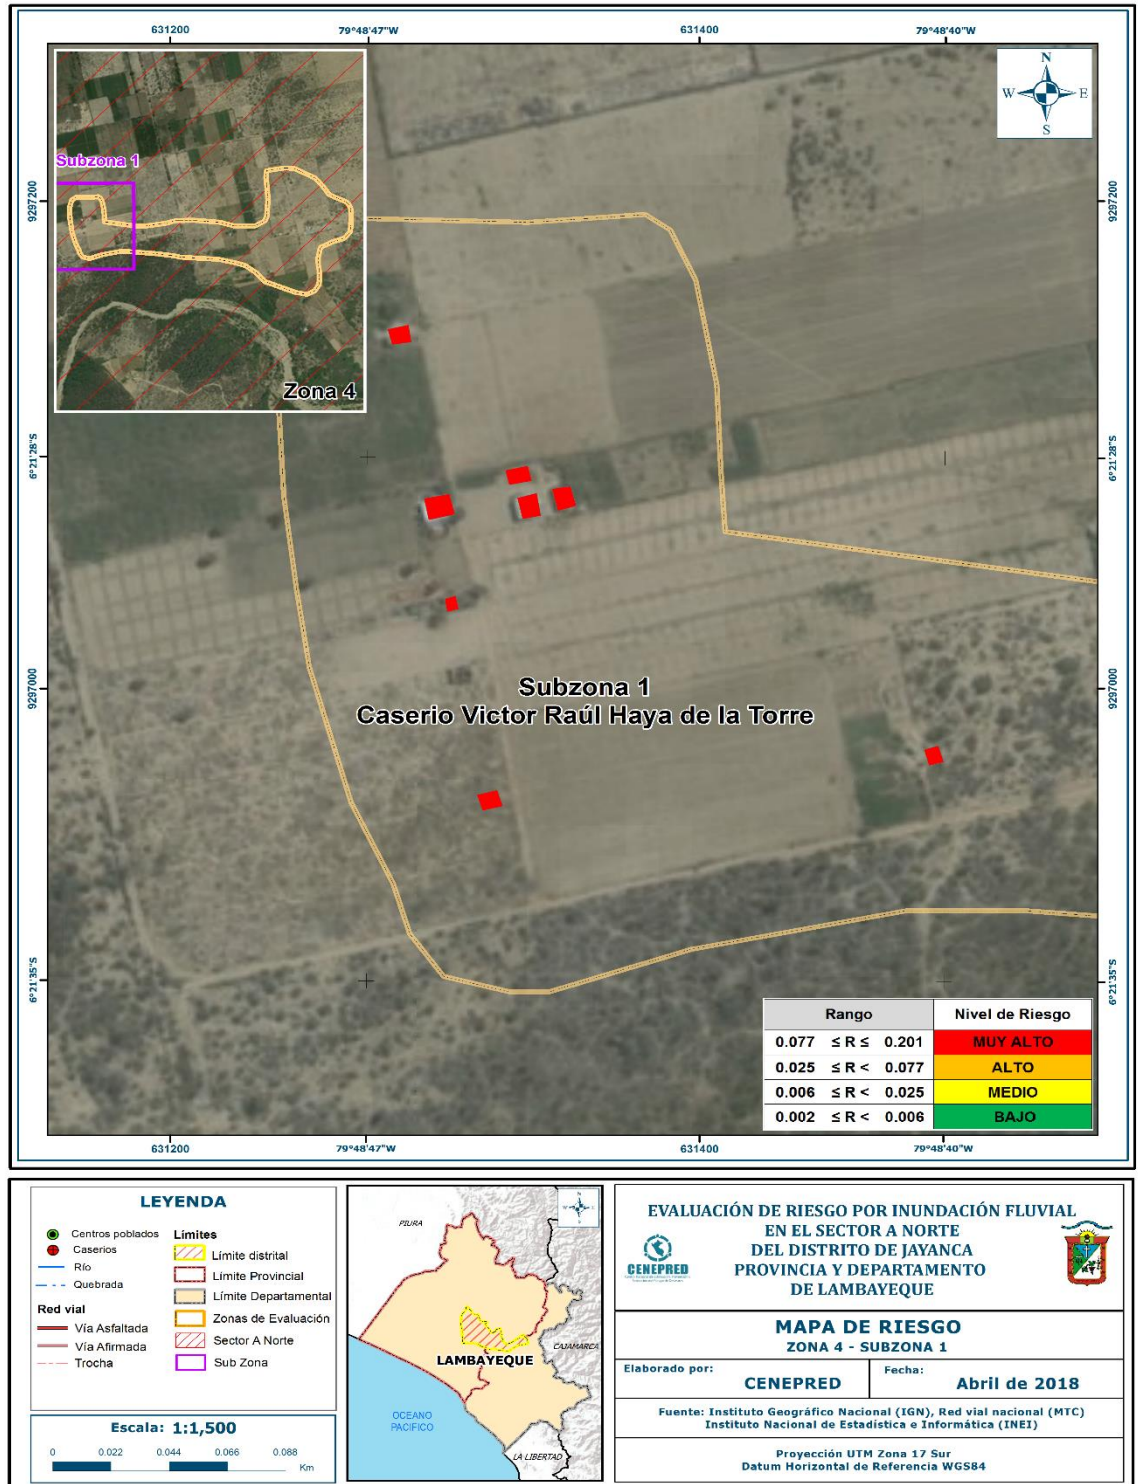 631200
79°48'47"W
631400
79°48'40"W
N
W
E
S
Subzona 1
Zona 4
9297200
9297200
6°21'28"S
6°21'28"S
9297000
9297000
6°21'35"S
6°21'35"S
Subzona 1
Caserio Victor Raúl Haya de la Torre
Rango Nivel de Riesgo
0.077 ≤ R ≤ 0.201 MUY ALTO
0.025 ≤ R < 0.077 ALTO
0.006 ≤ R < 0.025 MEDIO
0.002 ≤ R < 0.006 BAJO
631200
79°48'47"W
631400
79°48'40"W
LEYENDA
Centros poblados
Caserios
Río
Quebrada
Red vial
Vía Asfaltada
Vía Afirmada
Trocha
Límites
Límite distrital
Límite Provincial
Límite Departamental
Zonas de Evaluación
Sector A Norte
Sub Zona
Escala: 1:1,500
0 0.022 0.044 0.066 0.088
Km
PIURA
CAJAMARCA
LAMBAYEQUE
OCEANO
PACIFICO
LA LIBERTAD
EVALUACIÓN DE RIESGO POR INUNDACIÓN FLUVIAL
EN EL SECTOR A NORTE
DEL DISTRITO DE JAYANCA
PROVINCIA Y DEPARTAMENTO
DE LAMBAYEQUE
CENEPRED
MAPA DE RIESGO
ZONA 4 - SUBZONA 1
Elaborado por:
CENEPRED
Fecha:
Abril de 2018
Fuente: Instituto Geográfico Nacional (IGN), Red vial nacional (MTC)
Instituto Nacional de Estadística e Informática (INEI)
Proyección UTM Zona 17 Sur
Datum Horizontal de Referencia WGS84